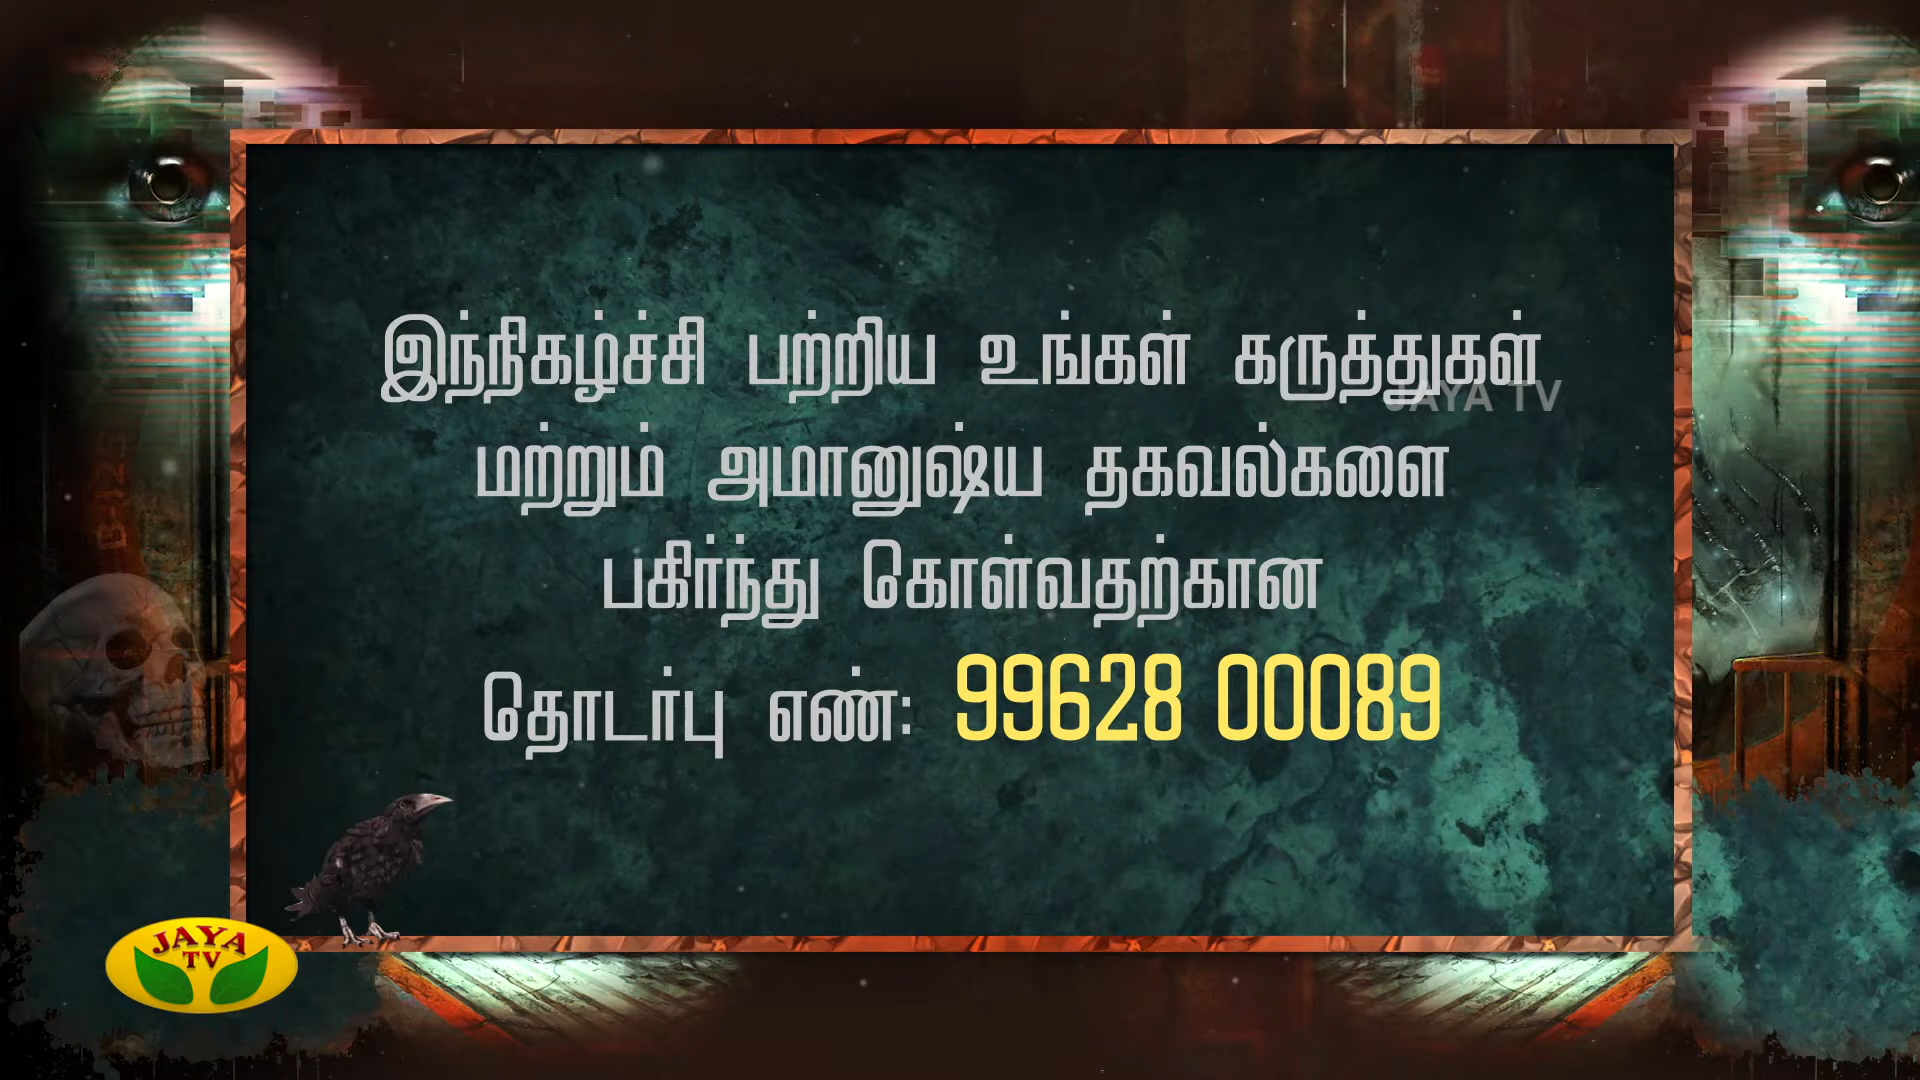 இந்நிகழ்ச்சி பற்றிய உங்கள் கருத்துகள்
JAYA TV
மற்றும் அமானுஷ்ய தகவல்களை
பகிர்ந்து கொள்வதற்கான
தொடர்பு எண்: 99628 00089
JAYA
TV